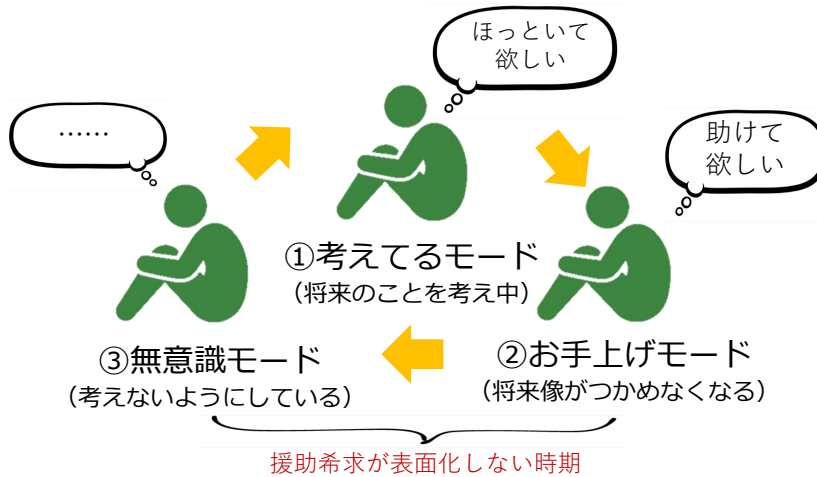 ほっといて
欲しい
……
助けて
欲しい
①考えてるモード
（将来のことを考え中）
③無意識モード
（考えないようにしている）
②お手上げモード
（将来像がつかめなくなる）
援助希求が表面化しない時期